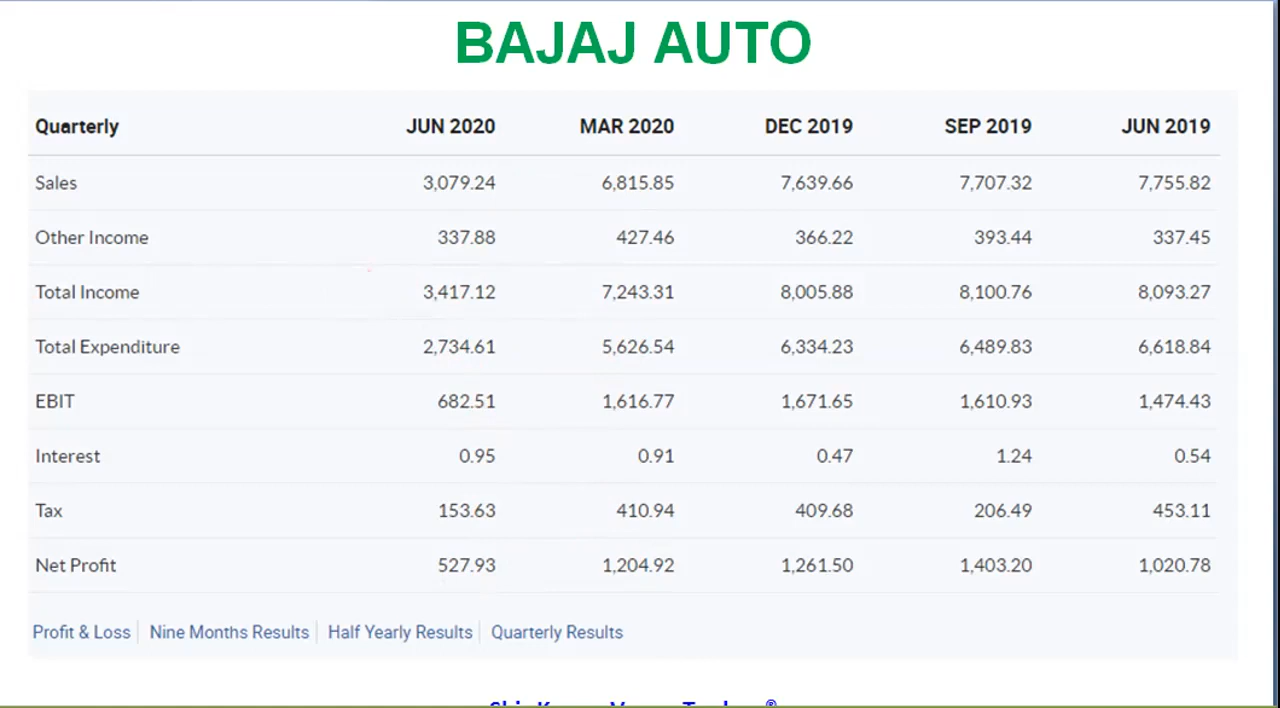 BAJAJ AUTO
Quarterly JUN 2020 MAR 2020 DEC 2019 SEP 2019 JUN 2019
Sales 3,079.24 6,815.85 7,639.66 7,707.32 7,755.82
Other Income 337.88 427.46 366.22 393.44 337.45
Total Income 3,417.12 7,243.31 8,005.88 8,100.76 8,093.27
Total Expenditure 2,734.61 5,626.54 6,334.23 6,489.83 6,618.84
EBIT 682.51 1,616.77 1,671.65 1,610.93 1,474.43
Interest 0.95 0.91 0.47 1.24 0.54
Tax 153.63 410.94 409.68 206.49 453.11
Net Profit 527.93 1,204.92 1,261.50 1,403.20 1,020.78
Profit & Loss Nine Months Results Half Yearly Results Quarterly Results